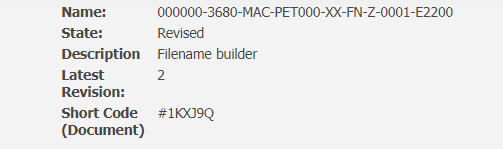 Name: 000000-3680-MAC-PET000-XX-FN-Z-0001-E2200
State: Revised
Description Filename builder
Latest 2
Revision:
Short Code #1KXJ9Q
(Document)